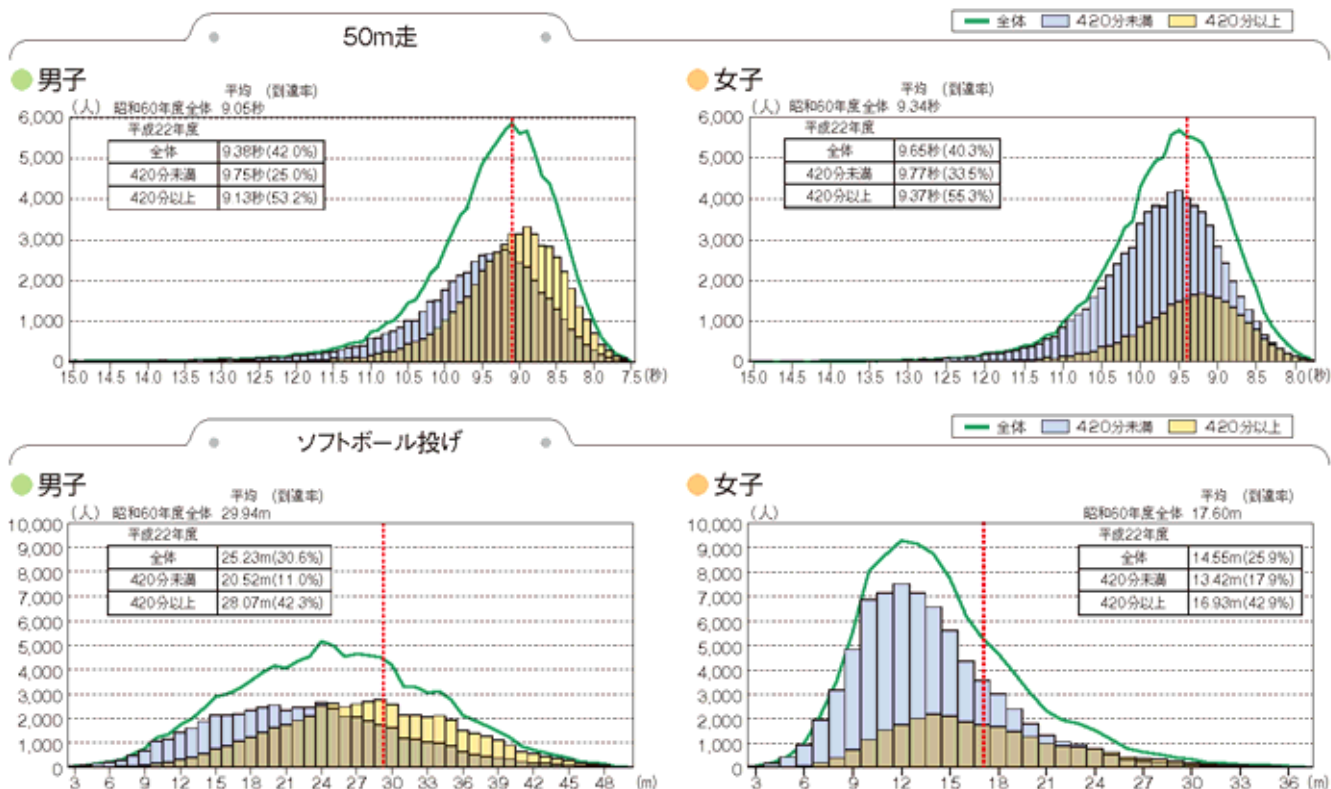 50m走
全体 420分未満 420分以上
男子
平均 (到達率)
(人) 昭和60年度全体 9.05秒
平成22年度
全体 9.38秒(42.0%)
420分未満 9.75秒(25.0%)
420分以上 9.13秒(53.2%)
6,000
5,000
4,000
3,000
2,000
1,000
0
15.0 14.5 14.0 13.5 13.0 12.5 12.0 11.5 11.0 10.5 10.0 9.5 9.0 8.5 8.0 7.5 (秒)
女子
平均 (到達率)
(人) 昭和60年度全体 9.34秒
平成22年度
全体 9.65秒(40.3%)
420分未満 9.77秒(33.5%)
420分以上 9.37秒(55.3%)
6,000
5,000
4,000
3,000
2,000
1,000
0
15.0 14.5 14.0 13.5 13.0 12.5 12.0 11.5 11.0 10.5 10.0 9.5 9.0 8.5 8.0 7.5 (秒)
ソフトボール投げ
全体 420分未満 420分以上
男子
平均 (到達率)
(人) 昭和60年度全体 29.94m
平成22年度
全体 25.23m(30.6%)
420分未満 20.52m(11.0%)
420分以上 28.07m(42.3%)
10,000
9,000
8,000
7,000
6,000
5,000
4,000
3,000
2,000
1,000
0
3 6 9 12 15 18 21 24 27 30 33 36 39 42 45 48 (m)
女子
平均 (到達率)
(人) 昭和60年度全体 17.60m
平成22年度
全体 14.55m(25.9%)
420分未満 13.42m(17.9%)
420分以上 16.93m(42.9%)
10,000
9,000
8,000
7,000
6,000
5,000
4,000
3,000
2,000
1,000
0
3 6 9 12 15 18 21 24 27 30 33 36 (m)